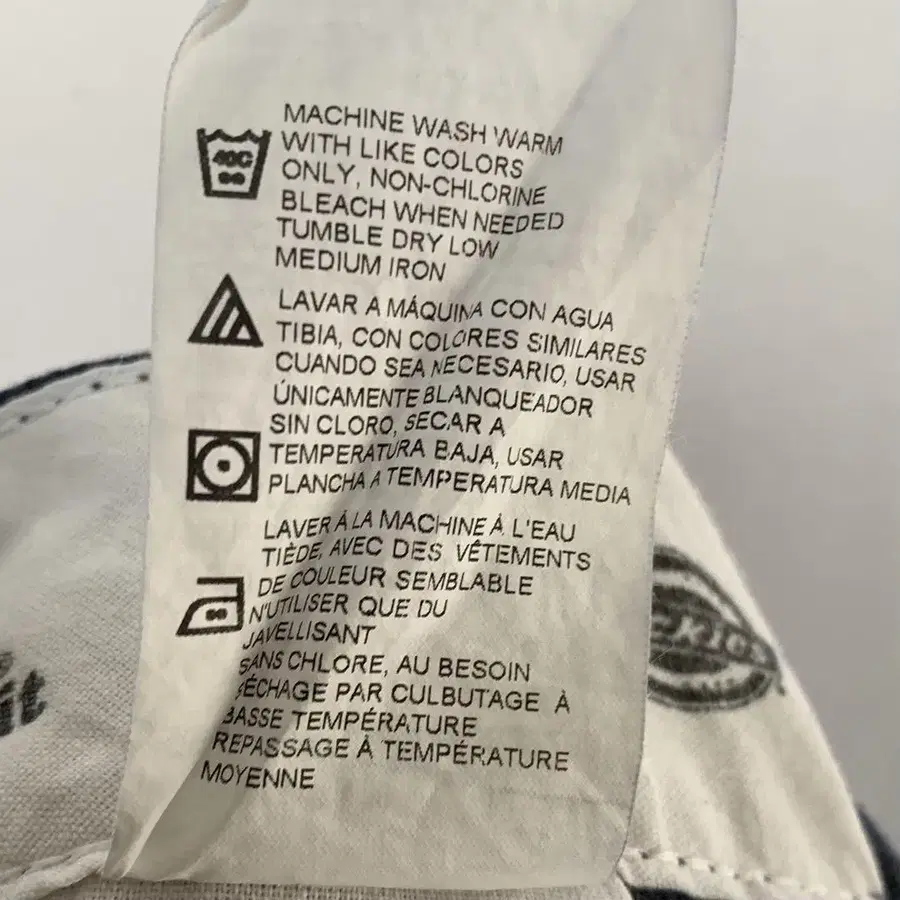 40C
MACHINE WASH WARM
WITH LIKE COLORS
ONLY, NON-CHLORINE
BLEACH WHEN NEEDED
TUMBLE DRY LOW
MEDIUM IRON
LAVAR A MÁQUINA CON AGUA
TIBIA, CON COLORES SIMILARES
CUANDO SEA NECESARIO, USAR
ÚNICAMENTE BLANQUEADOR
SIN CLORO, SECAR A
TEMPERATURA BAJA, USAR
PLANCHA A TEMPERATURA MEDIA
LAVER À LA MACHINE À L'EAU
TIÈDE, AVEC DES VÊTEMENTS
DE COULEUR SEMBLABLE
N'UTILISER QUE DU
JAVELLISANT
SANS CHLORE, AU BESOIN
SÉCHAGE PAR CULBUTAGE À
BASSE TEMPÉRATURE
REPASSAGE À TEMPÉRATURE
MOYENNE